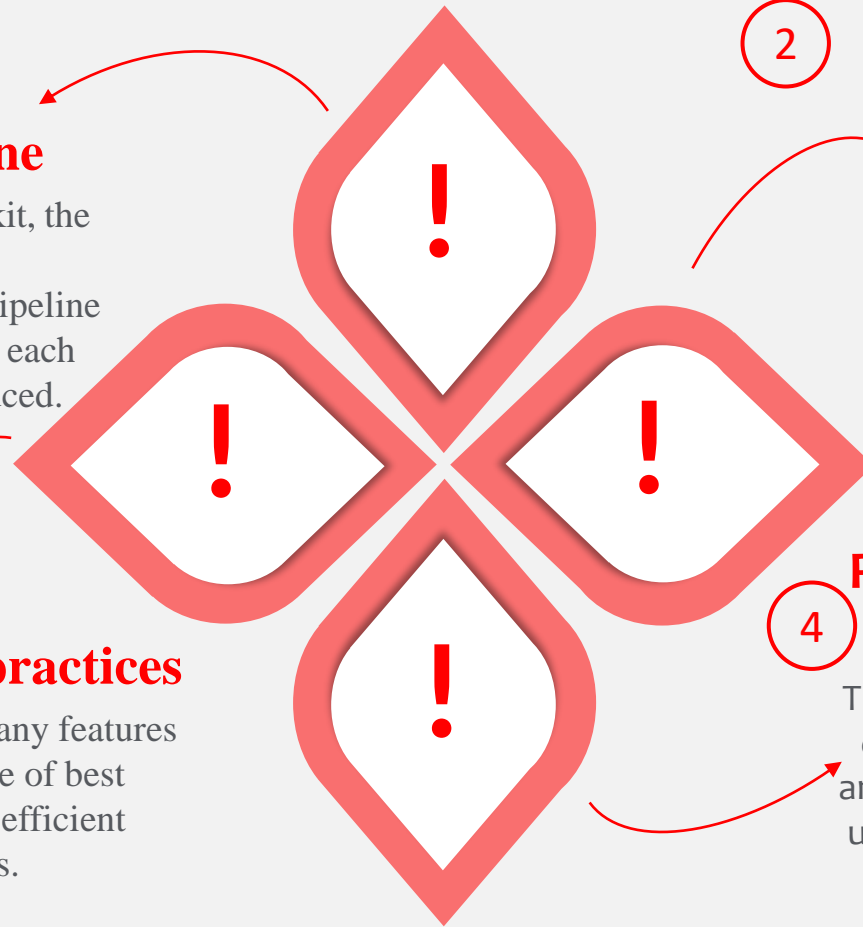 2
ne
kit, the
ipeline
each
ced.
!
!
!
!
practices
any features
e of best
efficient
s.
4
T
ar
u